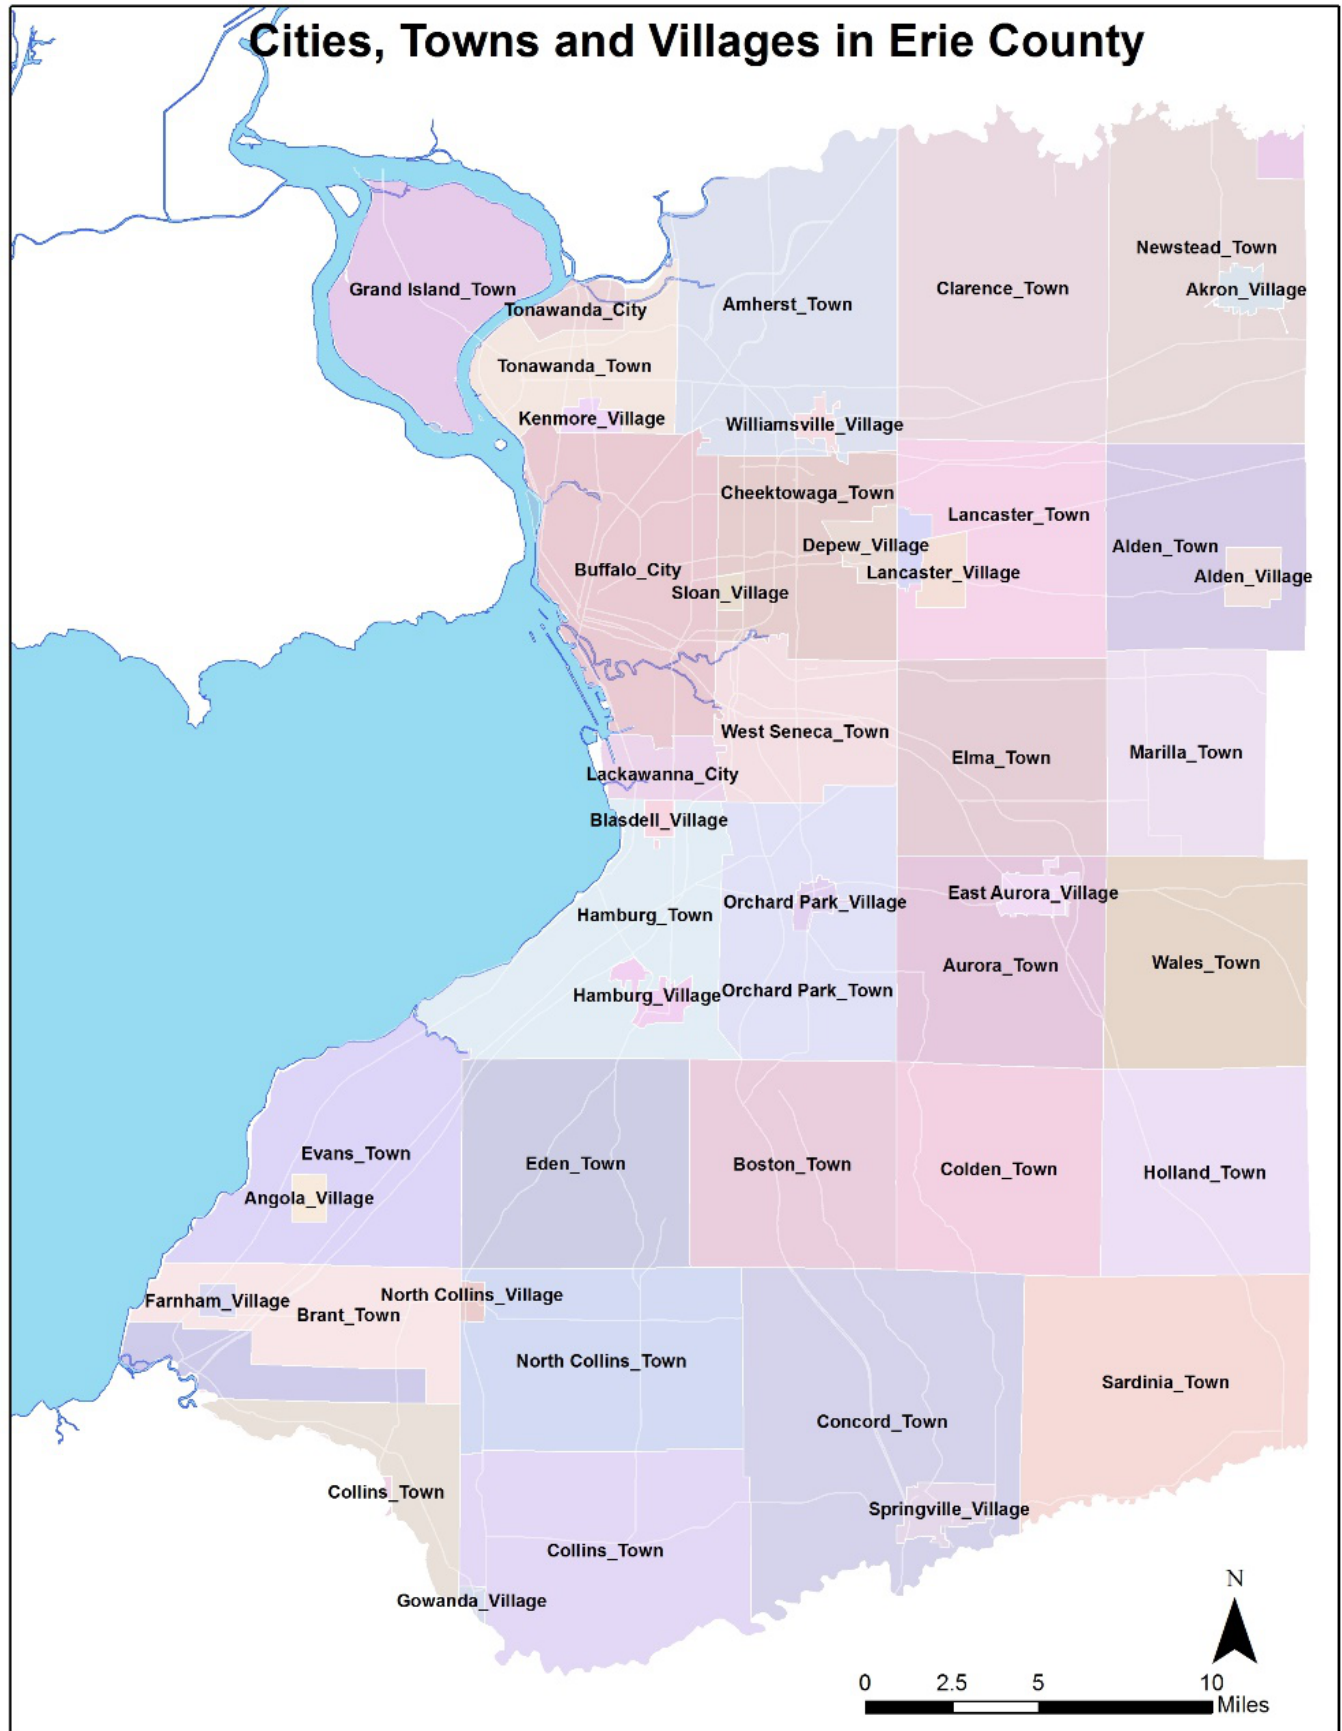 Cities, Towns and Villages in Erie County
Newstead_Town
Grand Island_Town
Clarence_Town
Akron_Village
Tonawanda_City
Amherst_Town
Tonawanda_Town
Kenmore_Village
Williamsville_Village
Cheektowaga_Town
Lancaster_Town
Depew_Village
Alden_Town
Buffalo_City
Lancaster_Village
Alden_Village
Sloan_Village
West Seneca_Town
Elma_Town
Marilla_Town
Lackawanna_City
Blasdell_Village
East Aurora_Village
Orchard Park_Village
Hamburg_Town
Aurora_Town
Wales_Town
Hamburg_Village
Orchard Park_Town
Evans_Town
Eden_Town
Boston_Town
Colden_Town
Holland_Town
Angola_Village
North Collins_Village
Farnham_Village
Brant_Town
North Collins_Town
Sardinia_Town
Concord_Town
Collins_Town
Springville_Village
Collins_Town
Gowanda_Village
N
0 2.5 5 10
Miles